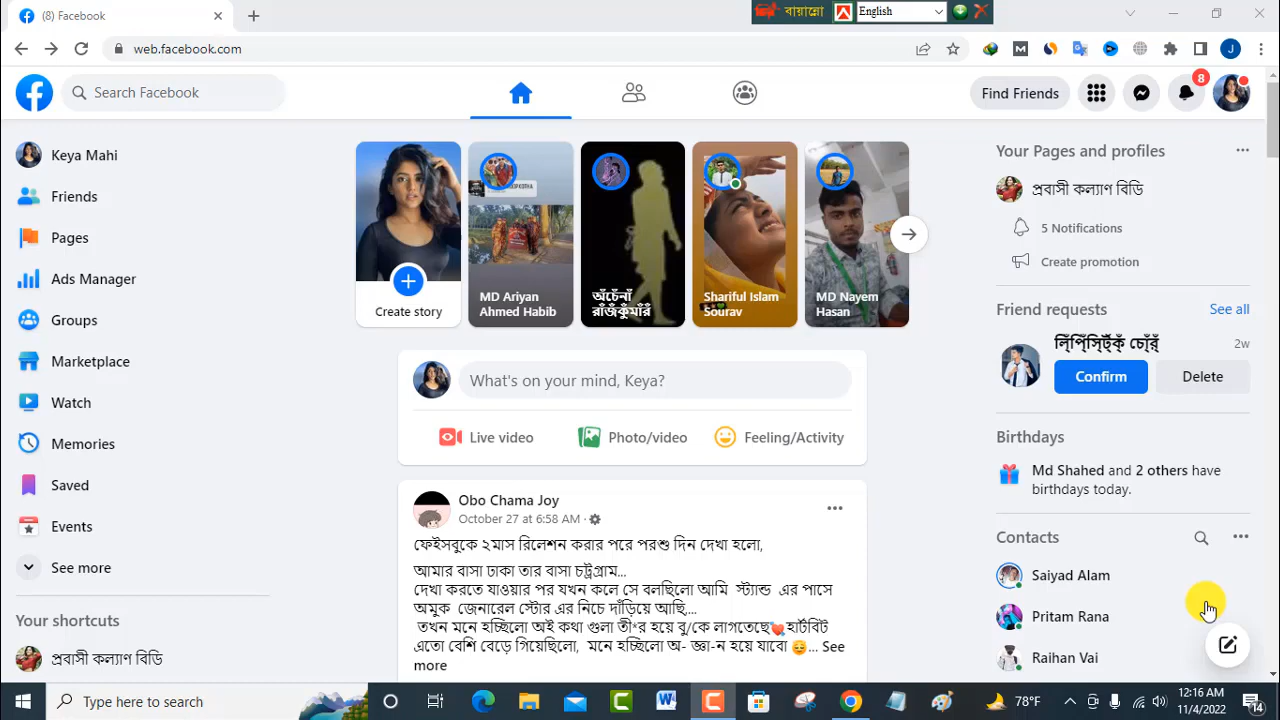 (8) Facebook
বায়ান্নো
English
web.facebook.com
M
J
Search Facebook
Find Friends
8
Keya Mahi
Friends
Pages
Ads Manager
Groups
Marketplace
Watch
Memories
Saved
Events
See more
Your shortcuts
প্রবাসী কল্যাণ বিডি
Create story
MD Ariyan
Ahmed Habib
Shariful Islam
Sourav
MD Nayem
Hasan
What's on your mind, Keya?
Live video
Photo/video
Feeling/Activity
Obo Chama Joy
October 27 at 6:58 AM ·
ফেইসবুকে ২মাস রিলেশন করার পরে পরশু দিন দেখা হলো,
আমার বাসা ঢাকা তার বাসা চট্রগ্রাম...
দেখা করতে যাওয়ার পর যখন কলে সে বলছিলো আমি স্ট্যান্ড এর পাসে
অমুক জেনারেল স্টোর এর নিচে দাঁড়িয়ে আছি,...
তখন মনে হচ্ছিলো অই কথা গুলা তী*র হয়ে বু/কে লাগতেছে💘হার্টবিট
এতো বেশি বেড়ে গিয়েছিলো, মনে হচ্ছিলো অ- জ্ঞা-ন হয়ে যাবো 😌... See
more
Your Pages and profiles
প্রবাসী কল্যাণ বিডি
5 Notifications
Create promotion
Friend requests
See all
2w
Confirm
Delete
Birthdays
Md Shahed and 2 others have
birthdays today.
Contacts
Saiyad Alam
Pritam Rana
Raihan Vai
Type here to search
78°F
12:16 AM
11/4/2022
14